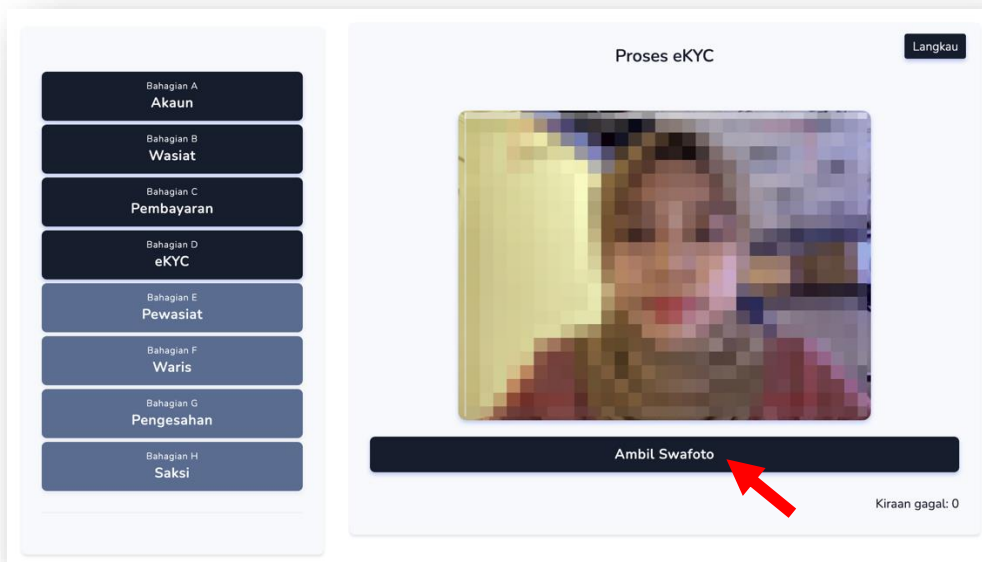 Bahagian A
Akaun
Bahagian B
Wasiat
Bahagian C
Pembayaran
Bahagian D
eKYC
Bahagian E
Pewasiat
Bahagian F
Waris
Bahagian G
Pengesahan
Bahagian H
Saksi
Proses eKYC
Langkau
Ambil Swafoto
Kiraan gagal: 0